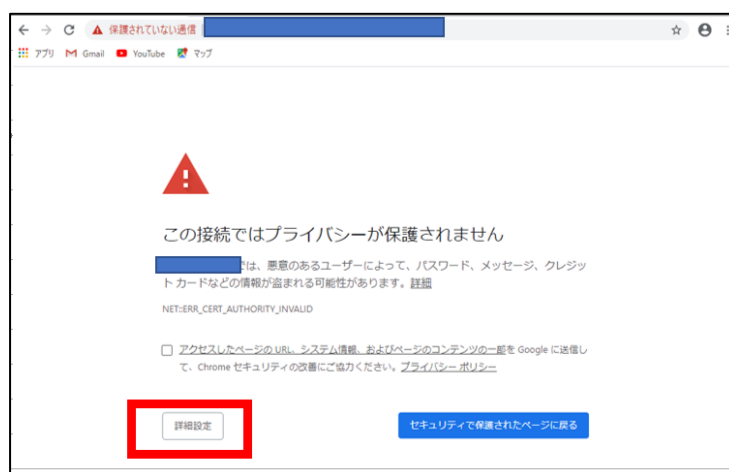 保護されていない通信
アプリ Gmail YouTube マップ
この接続ではプライバシーが保護されません
では、悪意のあるユーザーによって、パスワード、メッセージ、クレジッ
ト カードなどの情報が盗まれる可能性があります。詳細
NET::ERR_CERT_AUTHORITY_INVALID
アクセスしたページの URL、システム情報、およびページのコンテンツの一部を Google に送信し
て、Chrome セキュリティの改善にご協力ください。プライバシー ポリシー
詳細設定 セキュリティで保護されたページに戻る